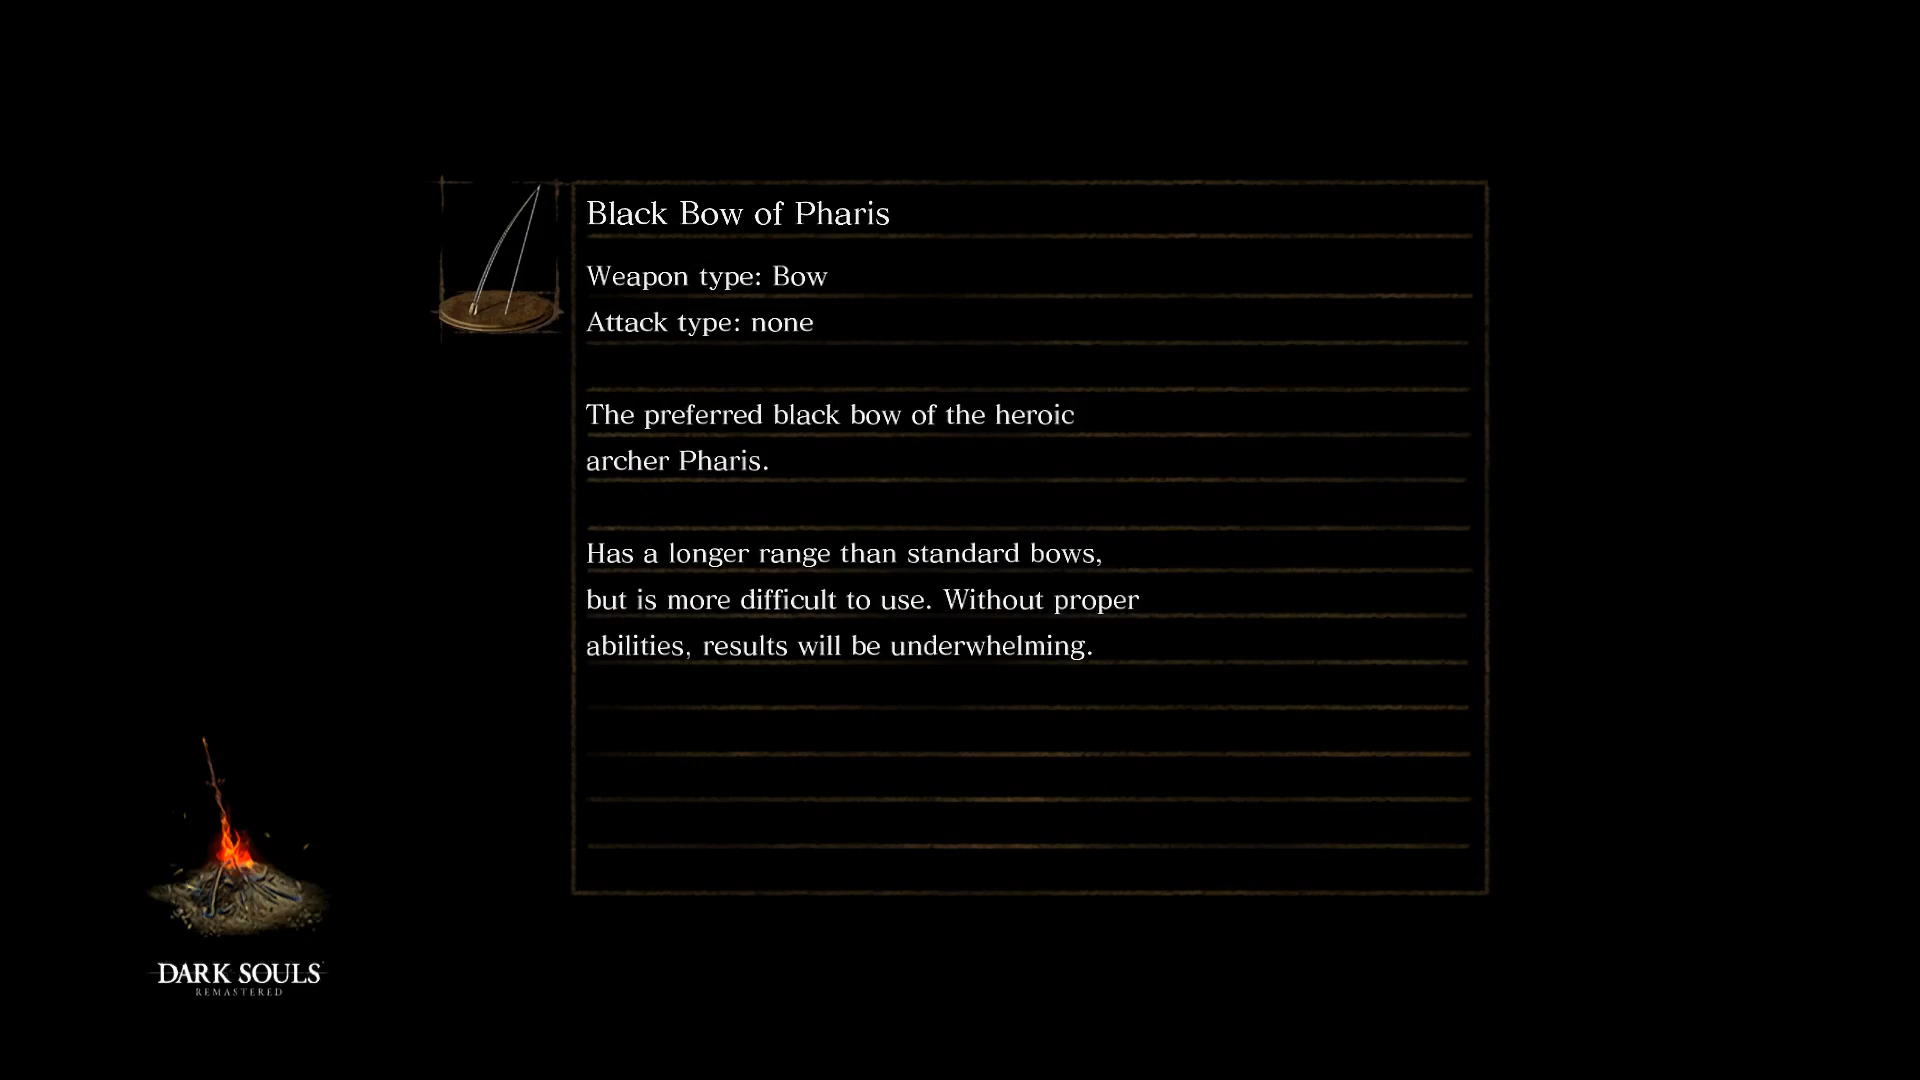 Black Bow of Pharis
Weapon type: Bow
Attack type: none
The preferred black bow of the heroic
archer Pharis.
Has a longer range than standard bows,
but is more difficult to use. Without proper
abilities, results will be underwhelming.
DARK SOULS
REMASTERED